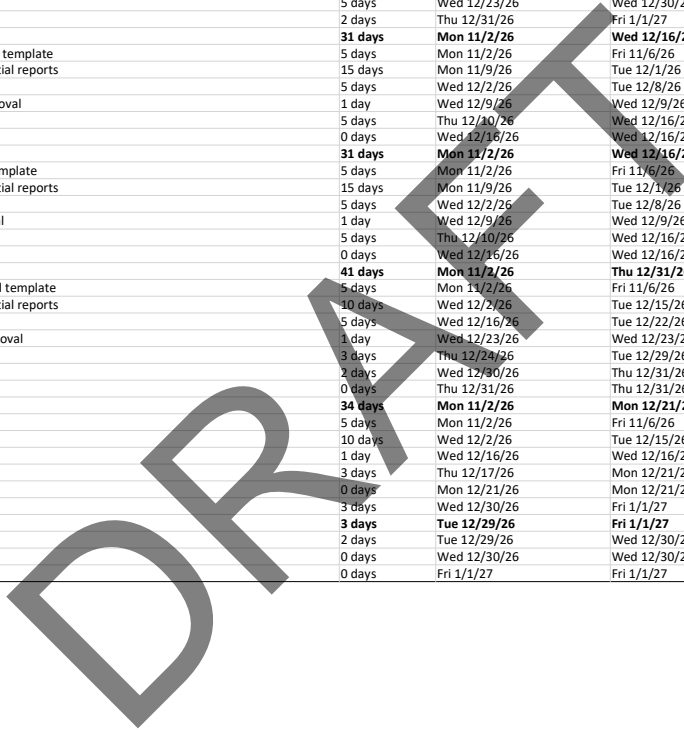 5 days Wed 12/23/26 Wed 12/30/2
2 days Thu 12/31/26 Fri 1/1/27
31 days Mon 11/2/26 Wed 12/16/2
template 5 days Mon 11/2/26 Fri 11/6/26
cial reports 15 days Mon 11/9/26 Tue 12/1/26
5 days Wed 12/2/26 Tue 12/8/26
oval 1 day Wed 12/9/26 Wed 12/9/26
5 days Thu 12/10/26 Wed 12/16/2
0 days Wed 12/16/26 Wed 12/16/2
31 days Mon 11/2/26 Wed 12/16/2
mplate 5 days Mon 11/2/26 Fri 11/6/26
cial reports 15 days Mon 11/9/26 Tue 12/1/26
5 days Wed 12/2/26 Tue 12/8/26
l 1 day Wed 12/9/26 Wed 12/9/26
5 days Thu 12/10/26 Wed 12/16/2
0 days Wed 12/16/26 Wed 12/16/2
41 days Mon 11/2/26 Thu 12/31/2
l template 5 days Mon 11/2/26 Fri 11/6/26
cial reports 10 days Wed 12/2/26 Tue 12/15/26
5 days Wed 12/16/26 Tue 12/22/26
oval 1 day Wed 12/23/26 Wed 12/23/2
3 days Thu 12/24/26 Tue 12/29/26
2 days Wed 12/30/26 Thu 12/31/26
0 days Thu 12/31/26 Thu 12/31/26
34 days Mon 11/2/26 Mon 12/21/2
5 days Mon 11/2/26 Fri 11/6/26
10 days Wed 12/2/26 Tue 12/15/26
1 day Wed 12/16/26 Wed 12/16/2
3 days Thu 12/17/26 Mon 12/21/2
0 days Mon 12/21/26 Mon 12/21/2
3 days Wed 12/30/26 Fri 1/1/27
3 days Tue 12/29/26 Fri 1/1/27
2 days Tue 12/29/26 Wed 12/30/2
0 days Wed 12/30/26 Wed 12/30/2
0 days Fri 1/1/27 Fri 1/1/27
DRAFT